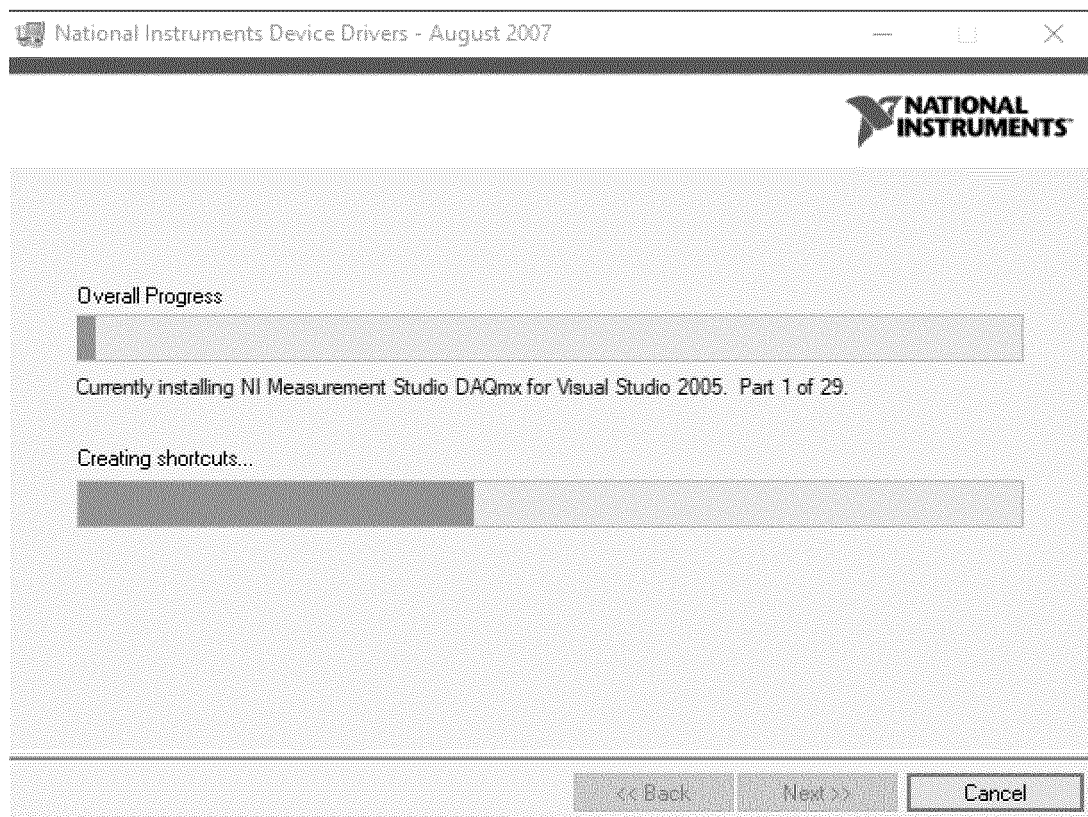 National Instruments Device Drivers - August 2007
NATIONAL
INSTRUMENTS™
Overall Progress
Currently installing NI Measurement Studio DAQmx for Visual Studio 2005. Part 1 of 29.
Creating shortcuts...
<< Back
Next >>
Cancel